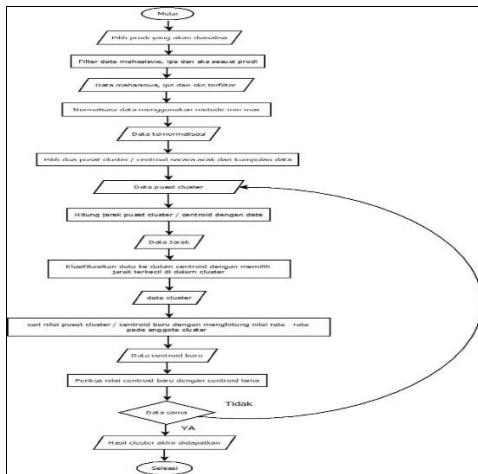 Mulai
Pilih prodi yang akan dianalisa
Filter data mahasiswa, ips dan sks sesuai prodi
Data mahasiswa, ips dan sks terfilter
Normalisasi data menggunakan metode min max
Data ternormalisasi
Pilih dua pusat cluster / centroid secara acak dari kumpulan data
Data pusat cluster
Hitung jarak pusat cluster / centroid dengan data
Data Jarak
Klasifikasikan data ke dalam centroid dengan memilih
jarak terkecil di dalam cluster
data cluster
cari nilai pusat cluster / centroid baru dengan menghitung nilai rata - rata
pada anggota cluster
Data centroid baru
Periksa nilai centroid baru dengan centroid lama
Tidak
Data sama
YA
Hasil cluster akhir didapatkan
Selesai